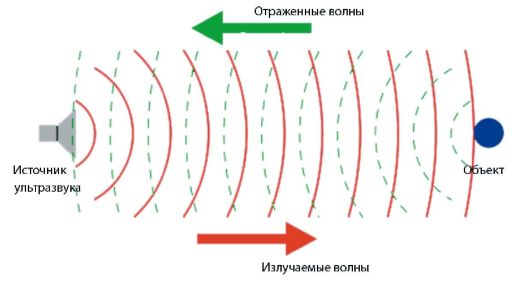 Отраженные волны
Источник
ультразвука
Объект
Излучаемые волны